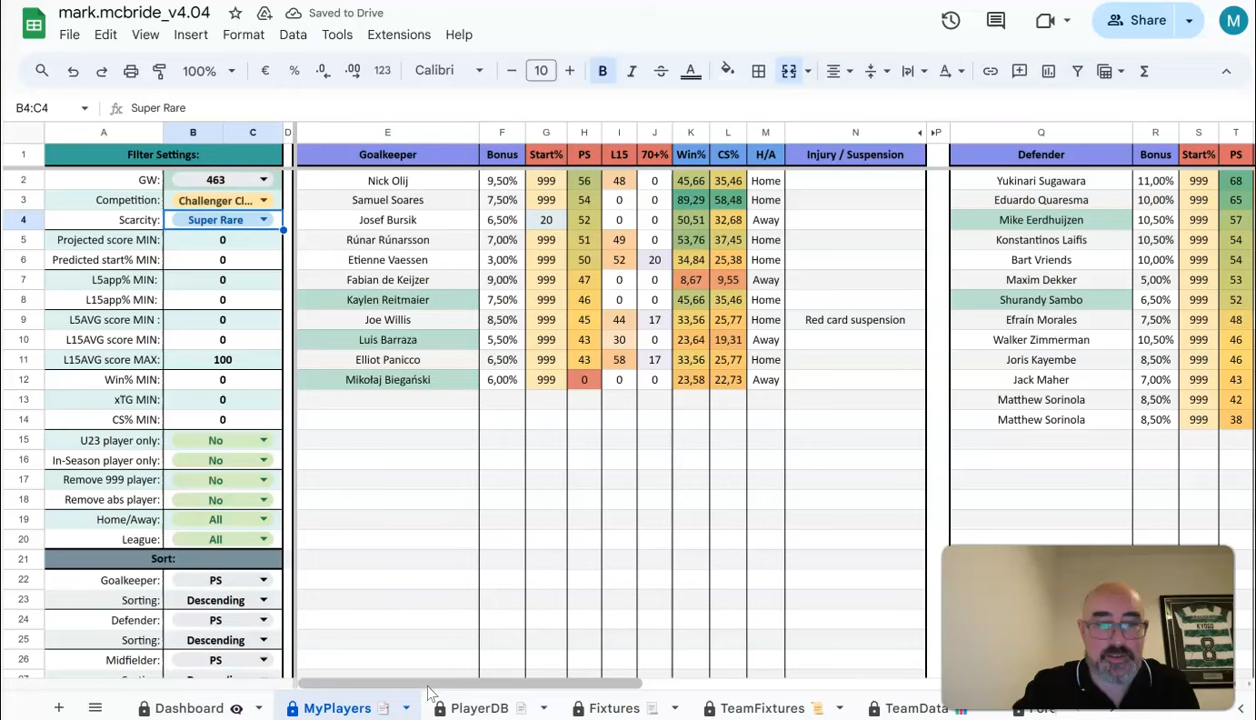 mark.mcbride_v4.04 Saved to Drive
File Edit View Insert Format Data Tools Extensions Help
Share M
100% € % .0 .00 123 Calibri 10 B I A
B4:C4 fx Super Rare
A B C D E F G H I J K L M N P Q R S T
1 Filter Settings: Goalkeeper Bonus Start% PS L15 70+% Win% CS% H/A Injury / Suspension Defender Bonus Start% PS
2 GW: 463 Nick Olij 9,50% 999 56 48 0 45,66 35,46 Home Yukinari Sugawara 11,00% 999 68
3 Competition: Challenger Cl... Samuel Soares 7,50% 999 54 0 0 89,29 58,48 Home Eduardo Quaresma 10,00% 999 65
4 Scarcity: Super Rare Josef Bursik 6,50% 20 52 0 0 50,51 32,68 Away Mike Eerdhuijzen 10,50% 999 57
5 Projected score MIN: 0 Rúnar Rúnarsson 7,00% 999 51 49 0 53,76 37,45 Home Konstantinos Laifis 10,50% 999 54
6 Predicted start% MIN: 0 Etienne Vaessen 3,00% 999 50 52 20 34,84 25,38 Home Bart Vriends 10,00% 999 54
7 L5app% MIN: 0 Fabian de Keijzer 9,00% 999 47 0 0 8,67 9,55 Away Maxim Dekker 5,00% 999 53
8 L15app% MIN: 0 Kaylen Reitmaier 7,50% 999 46 0 0 45,66 35,46 Home Shurandy Sambo 6,50% 999 52
9 L5AVG score MIN : 0 Joe Willis 8,50% 999 45 44 17 33,56 25,77 Home Red card suspension Efraín Morales 7,50% 999 48
10 L15AVG score MIN: 0 Luis Barraza 5,50% 999 43 30 0 23,64 19,31 Away Walker Zimmerman 10,50% 999 46
11 L15AVG score MAX: 100 Elliot Panicco 6,50% 999 43 58 17 33,56 25,77 Home Joris Kayembe 8,50% 999 46
12 Win% MIN: 0 Mikołaj Biegański 6,00% 999 0 0 0 23,58 22,73 Away Jack Maher 7,00% 999 43
13 xTG MIN: 0 Matthew Sorinola 8,50% 999 42
14 CS% MIN: 0 Matthew Sorinola 8,50% 999 38
15 U23 player only: No
16 In-Season player only: No
17 Remove 999 player: No
18 Remove abs player: No
19 Home/Away: All
20 League: All
21 Sort:
22 Goalkeeper: PS
23 Sorting: Descending
24 Defender: PS
25 Sorting: Descending
26 Midfielder: PS
KYOGO
8
Dashboard MyPlayers PlayerDB Fixtures TeamFixtures TeamData